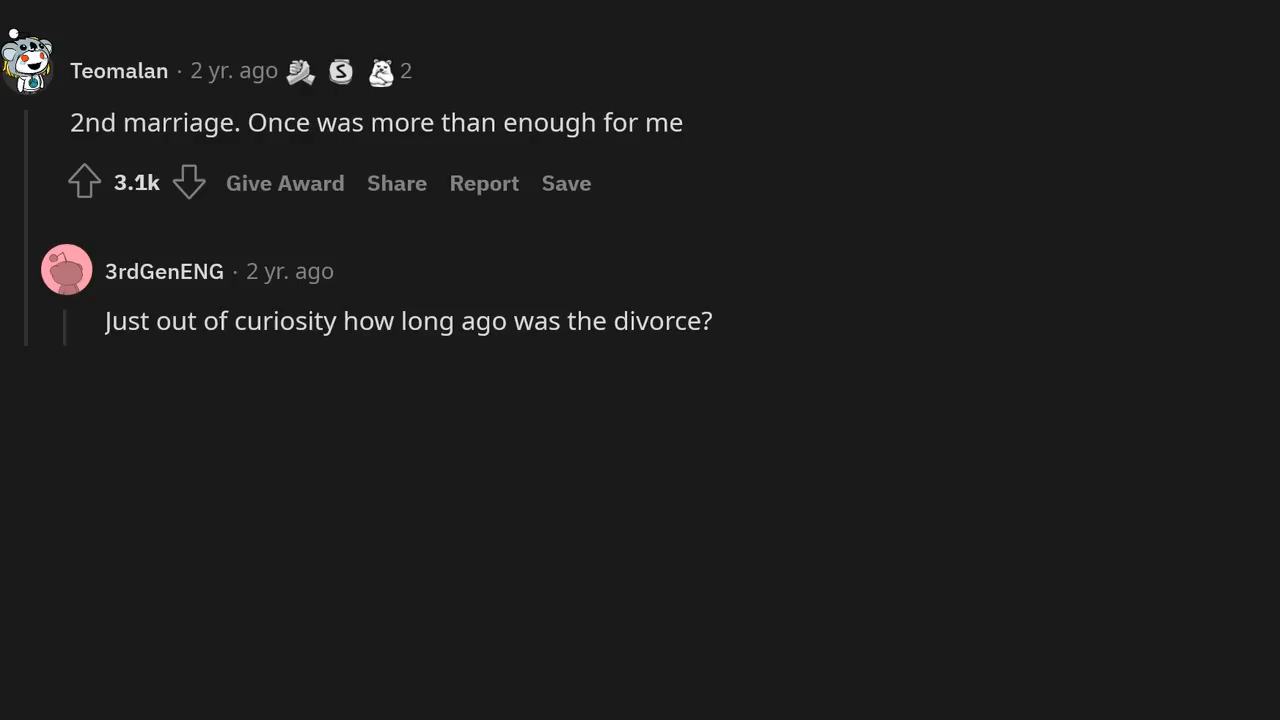 Teomalan · 2 yr. ago 2
2nd marriage. Once was more than enough for me
3.1k Give Award Share Report Save
3rdGenENG · 2 yr. ago
Just out of curiosity how long ago was the divorce?